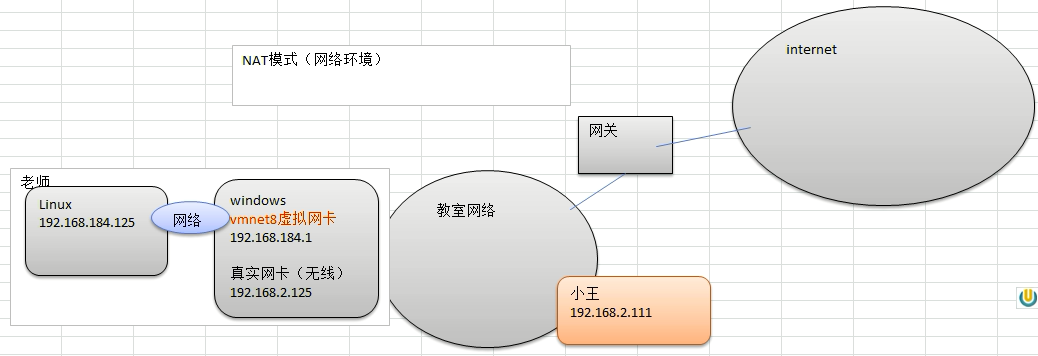 NAT模式（网络环境）
internet
网关
老师
Linux
192.168.184.125
网络
windows
vmnet8虚拟网卡
192.168.184.1
真实网卡（无线）
192.168.2.125
教室网络
小王
192.168.2.111